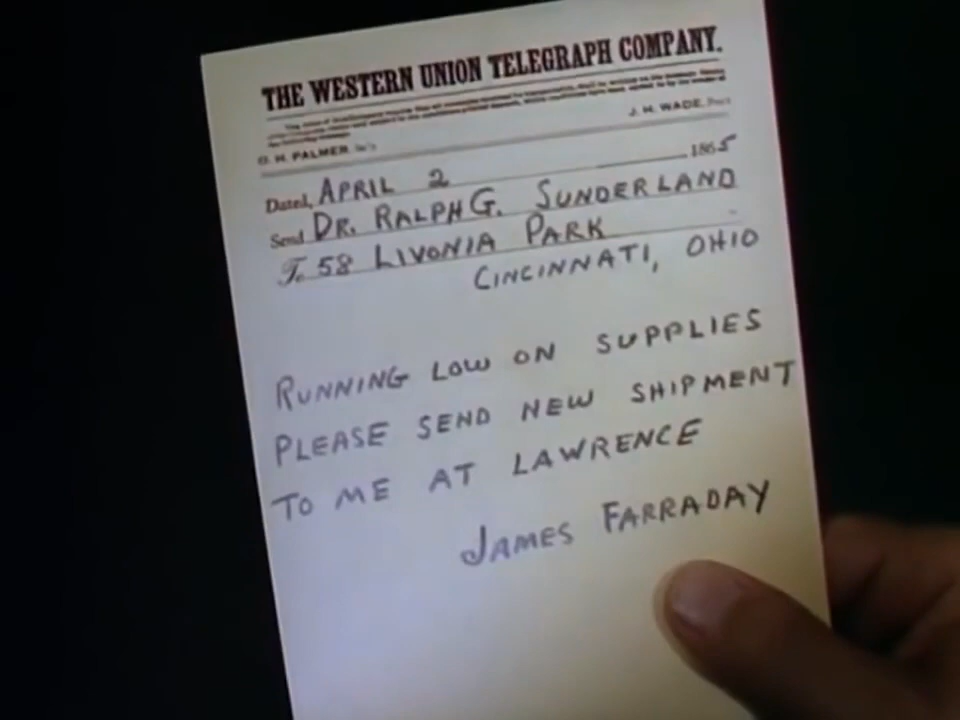 THE WESTERN UNION TELEGRAPH COMPANY.
J. H. WADE, Pres't
O. H. PALMER, Sec'y
Dated, APRIL 2 1865
Send DR. RALPH G. SUNDERLAND
To 58 LIVONIA PARK
CINCINNATI, OHIO
RUNNING LOW ON SUPPLIES
PLEASE SEND NEW SHIPMENT
TO ME AT LAWRENCE
JAMES FARRADAY